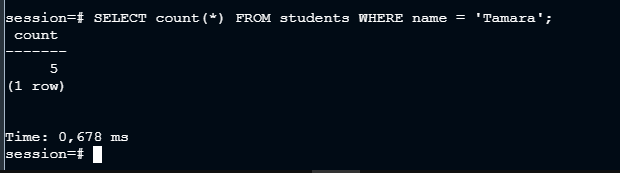 session=# SELECT count(*) FROM students WHERE name = 'Tamara';
count
-------
5
(1 row)
Time: 0,678 ms
session=#